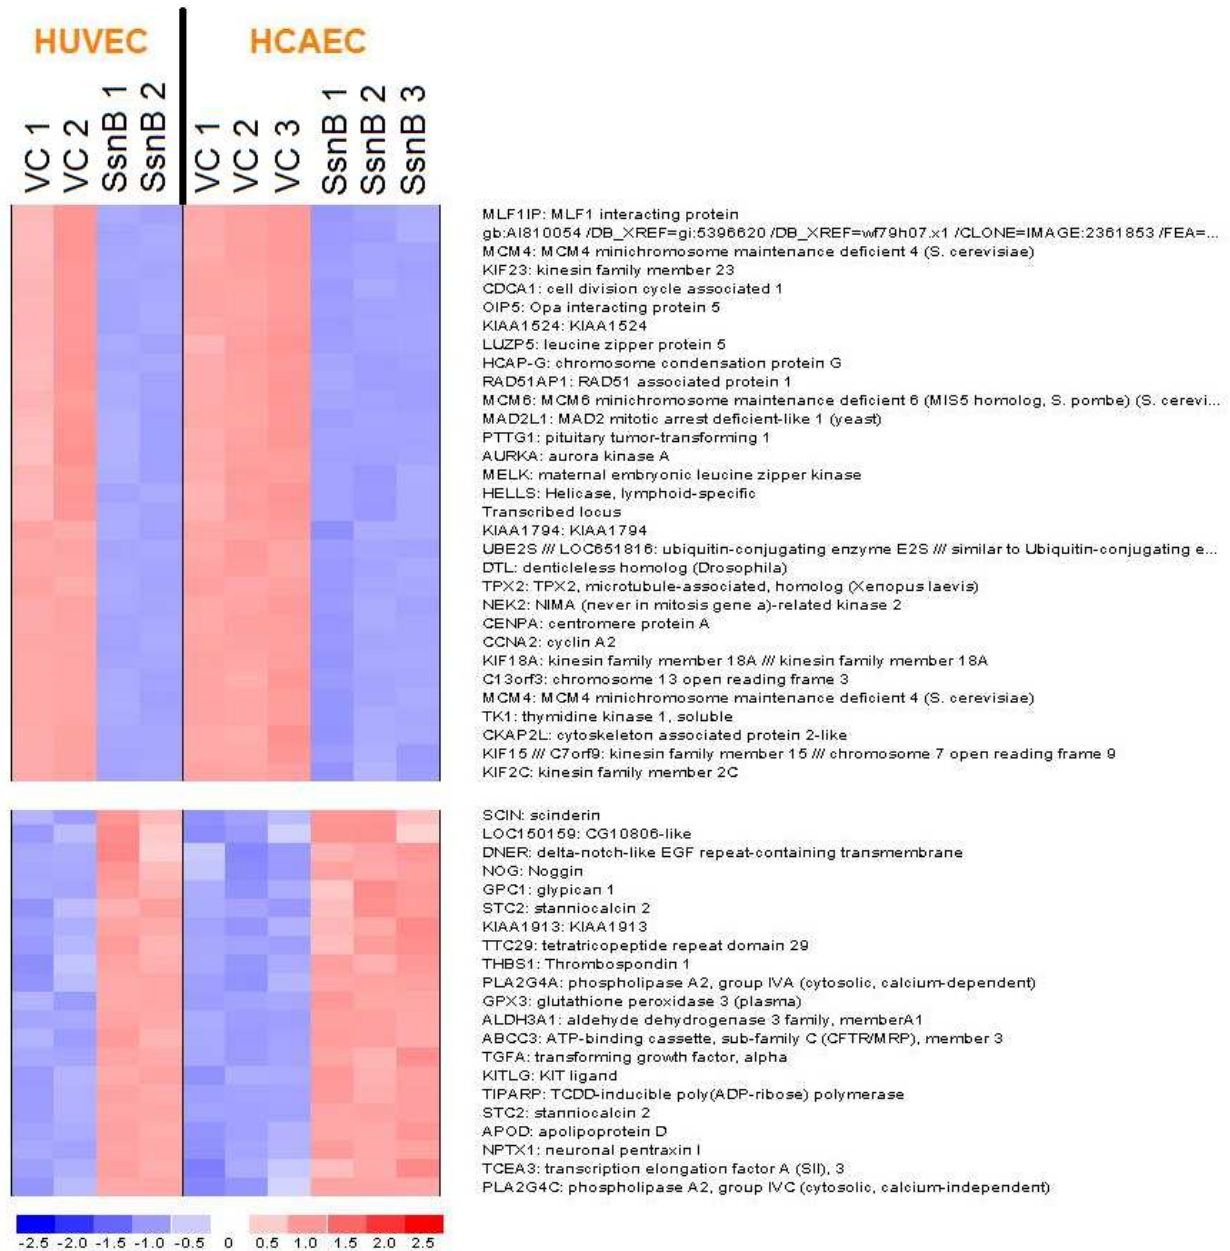 HUVEC HCAEC
VC 1 VC 2 SsnB 1 SsnB 2 VC 1 VC 2 VC 3 SsnB 1 SsnB 2 SsnB 3
MLF1IP: MLF1 interacting protein
gb:AI810054 /DB_XREF=gi:5396620 /DB_XREF=wf79h07.x1 /CLONE=IMAGE:2361853 /FEA=...
MCM4: MCM4 minichromosome maintenance deficient 4 (S. cerevisiae)
KIF23: kinesin family member 23
CDCA1: cell division cycle associated 1
OIP5: Opa interacting protein 5
KIAA1524: KIAA1524
LUZP5: leucine zipper protein 5
HCAP-G: chromosome condensation protein G
RAD51AP1: RAD51 associated protein 1
MCM6: MCM6 minichromosome maintenance deficient 6 (MIS5 homolog, S. pombe) (S. cerevi...
MAD2L1: MAD2 mitotic arrest deficient-like 1 (yeast)
PTTG1: pituitary tumor-transforming 1
AURKA: aurora kinase A
MELK: maternal embryonic leucine zipper kinase
HELLS: Helicase, lymphoid-specific
Transcribed locus
KIAA1794: KIAA1794
UBE2S /// LOC651816: ubiquitin-conjugating enzyme E2S /// similar to Ubiquitin-conjugating e...
DTL: denticleless homolog (Drosophila)
TPX2: TPX2, microtubule-associated, homolog (Xenopus laevis)
NEK2: NIMA (never in mitosis gene a)-related kinase 2
CENPA: centromere protein A
CCNA2: cyclin A2
KIF18A: kinesin family member 18A /// kinesin family member 18A
C13orf3: chromosome 13 open reading frame 3
MCM4: MCM4 minichromosome maintenance deficient 4 (S. cerevisiae)
TK1: thymidine kinase 1, soluble
CKAP2L: cytoskeleton associated protein 2-like
KIF15 /// C7orf9: kinesin family member 15 /// chromosome 7 open reading frame 9
KIF2C: kinesin family member 2C
SCIN: scinderin
LOC150159: CG10806-like
DNER: delta-notch-like EGF repeat-containing transmembrane
NOG: Noggin
GPC1: glypican 1
STC2: stanniocalcin 2
KIAA1913: KIAA1913
TTC29: tetratricopeptide repeat domain 29
THBS1: Thrombospondin 1
PLA2G4A: phospholipase A2, group IVA (cytosolic, calcium-dependent)
GPX3: glutathione peroxidase 3 (plasma)
ALDH3A1: aldehyde dehydrogenase 3 family, memberA1
ABCC3: ATP-binding cassette, sub-family C (CFTR/MRP), member 3
TGFA: transforming growth factor, alpha
KITLG: KIT ligand
TIPARP: TCDD-inducible poly(ADP-ribose) polymerase
STC2: stanniocalcin 2
APOD: apolipoprotein D
NPTX1: neuronal pentraxin I
TCEA3: transcription elongation factor A (SII), 3
PLA2G4C: phospholipase A2, group IVC (cytosolic, calcium-independent)
-2.5 -2.0 -1.5 -1.0 -0.5 0 0.5 1.0 1.5 2.0 2.5